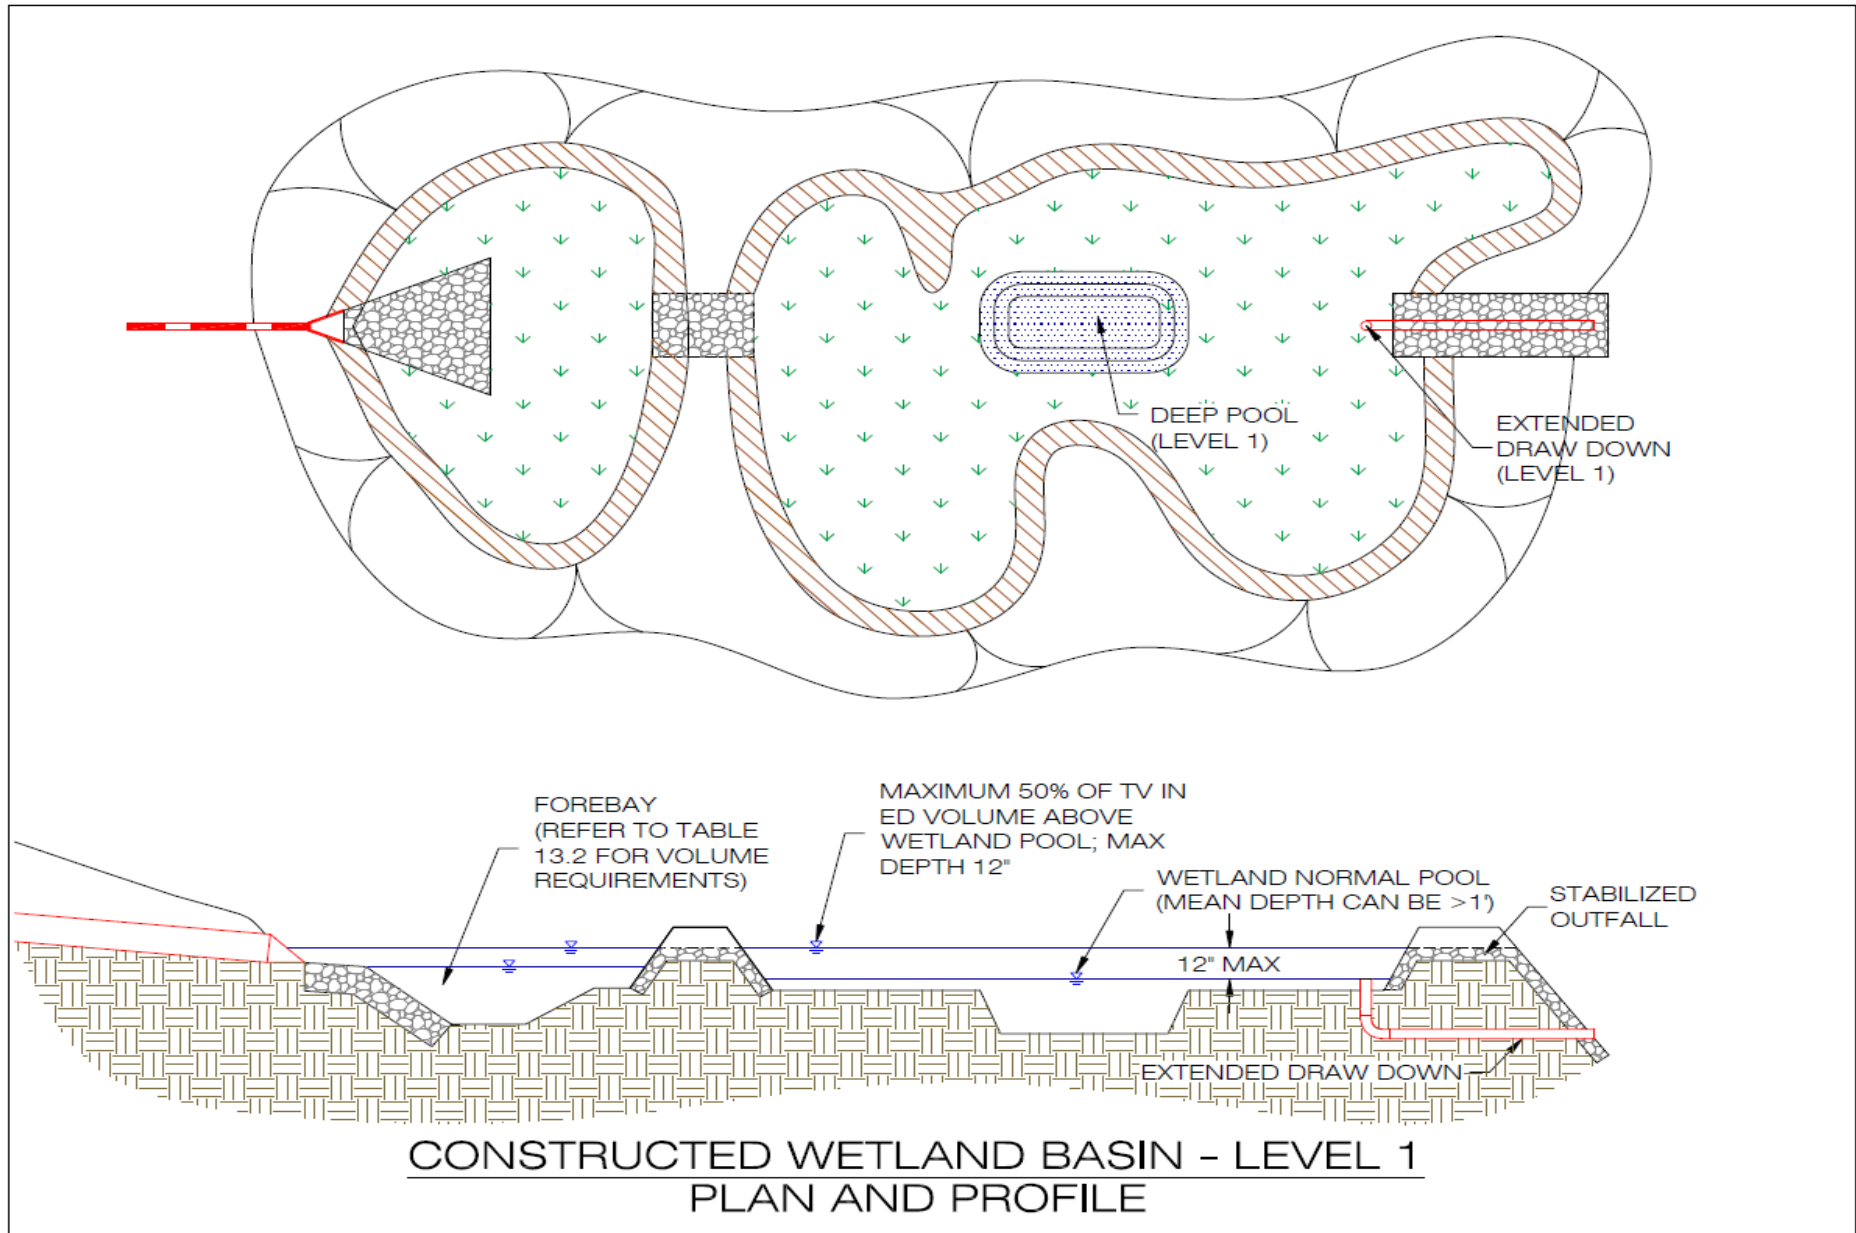 DEEP POOL
(LEVEL 1)
EXTENDED
DRAW DOWN
(LEVEL 1)
FOREBAY
(REFER TO TABLE
13.2 FOR VOLUME
REQUIREMENTS)
MAXIMUM 50% OF TV IN
ED VOLUME ABOVE
WETLAND POOL; MAX
DEPTH 12"
WETLAND NORMAL POOL
(MEAN DEPTH CAN BE >1')
STABILIZED
OUTFALL
12" MAX
EXTENDED DRAW DOWN
CONSTRUCTED WETLAND BASIN - LEVEL 1
PLAN AND PROFILE